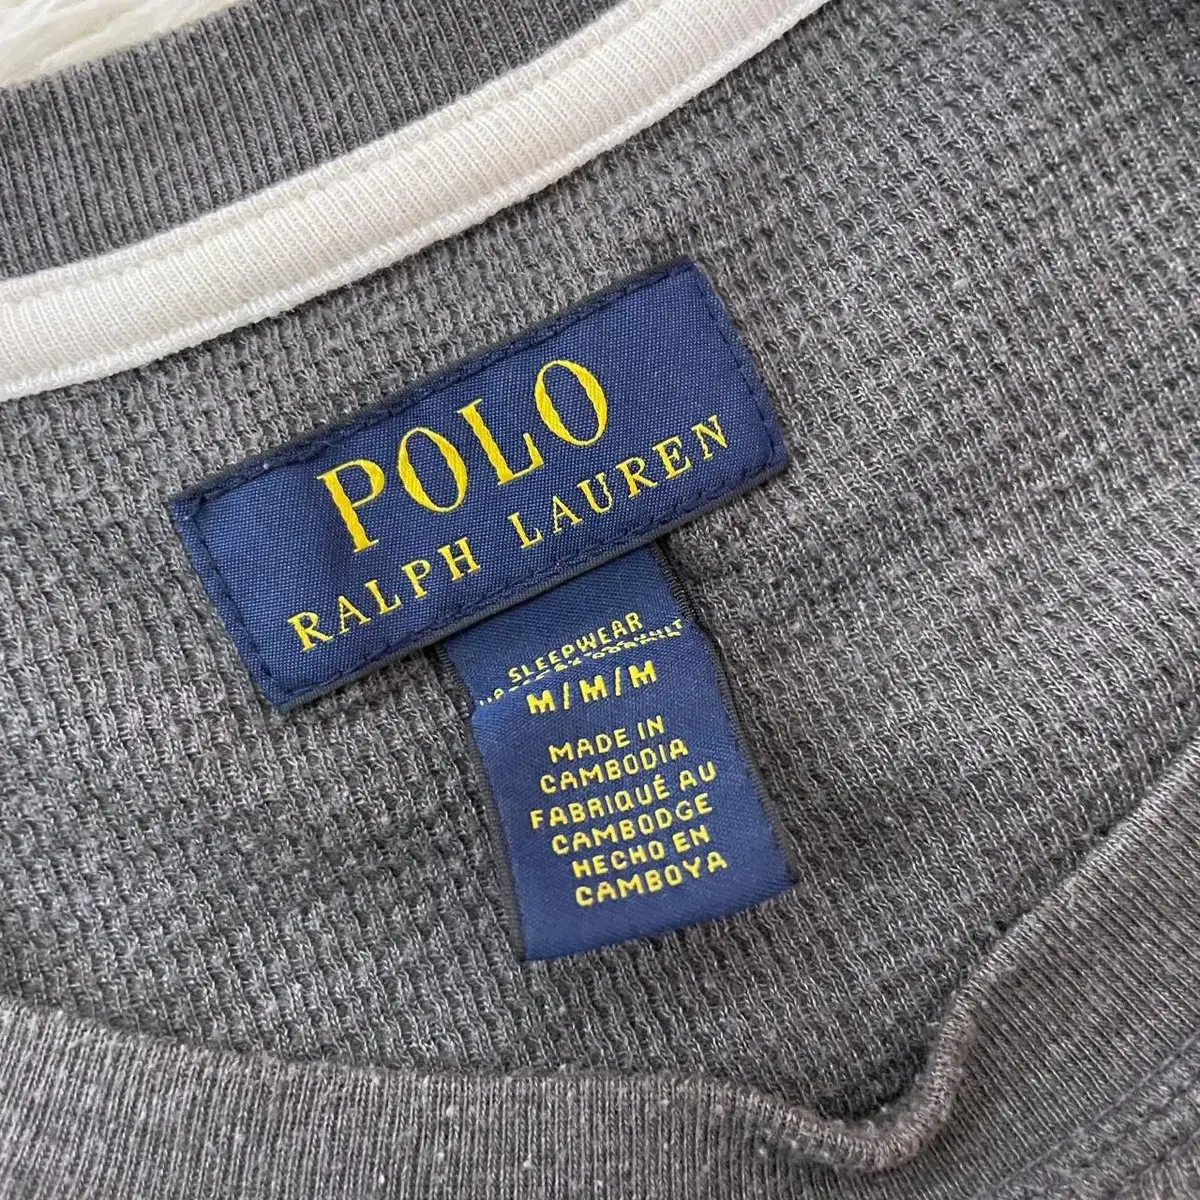 POLO
RALPH LAUREN
SLEEPWEAR
M/M/M
MADE IN
CAMBODIA
FABRIQUÉ AU
CAMBODGE
HECHO EN
CAMBOYA